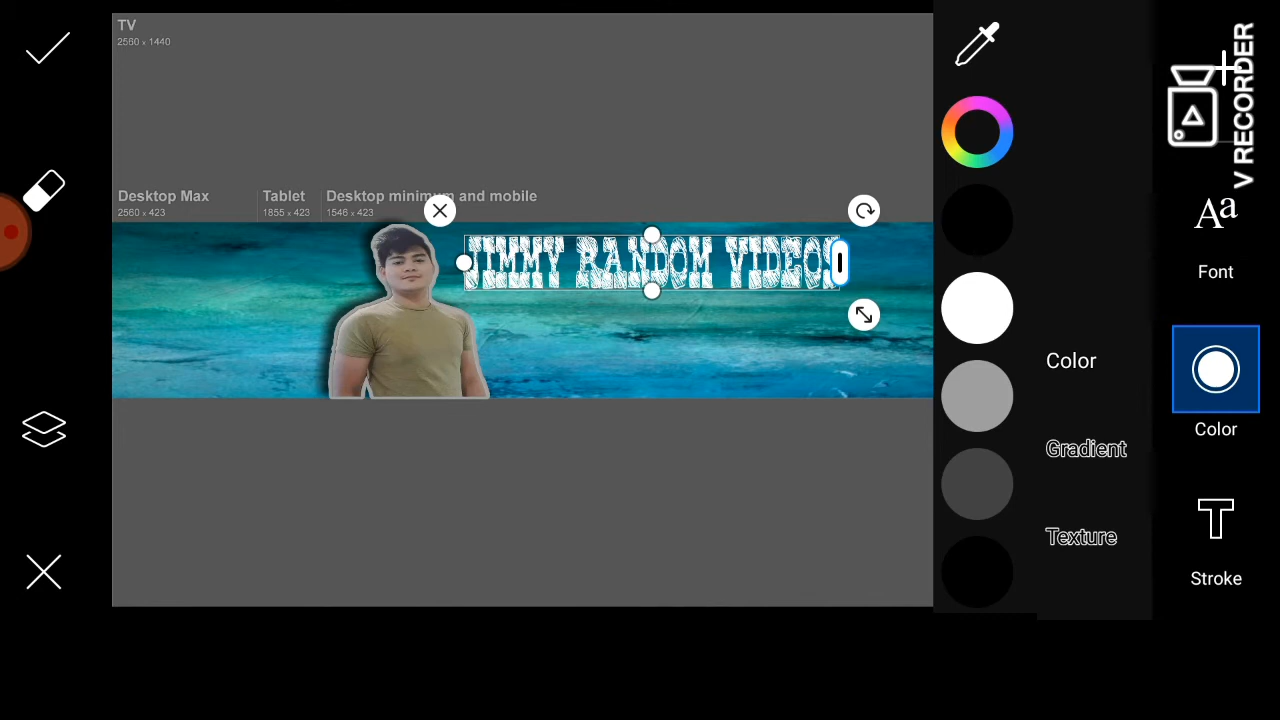 TV
2560 x 1440
Desktop Max
2560 x 423
Tablet
1855 x 423
Desktop minimum and mobile
1546 x 423
JIMMY RANDOM VIDEOS
Color
Gradient
Texture
V RECORDER
Aa
Font
Color
T
Stroke